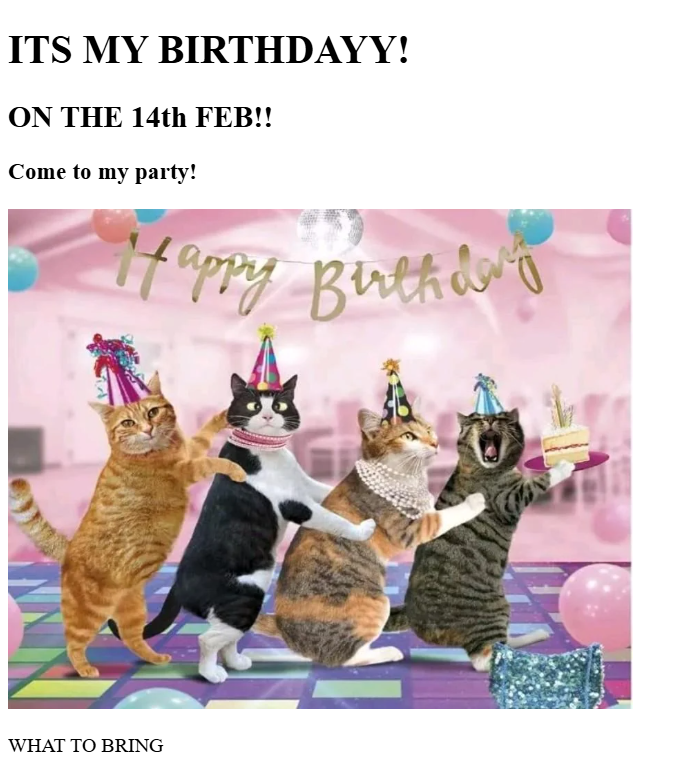 ITS MY BIRTHDAYY!
ON THE 14th FEB!!
Come to my party!
Happy Birthday
WHAT TO BRING